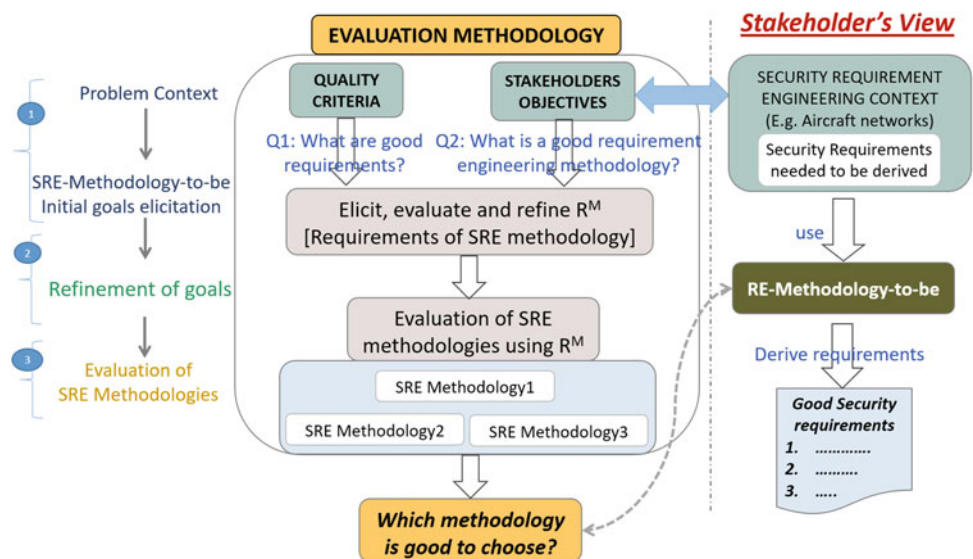 1
Problem Context
SRE-Methodology-to-be
Initial goals elicitation
2
Refinement of goals
3
Evaluation of
SRE Methodologies
EVALUATION METHODOLOGY
QUALITY
CRITERIA
STAKEHOLDERS
OBJECTIVES
Q1: What are good
requirements?
Q2: What is a good requirement
engineering methodology?
Elicit, evaluate and refine Rᴹ
[Requirements of SRE methodology]
Evaluation of SRE
methodologies using Rᴹ
SRE Methodology1
SRE Methodology2
SRE Methodology3
Which methodology
is good to choose?
Stakeholder's View
SECURITY REQUIREMENT
ENGINEERING CONTEXT
(E.g. Aircraft networks)
Security Requirements
needed to be derived
use
RE-Methodology-to-be
Derive requirements
Good Security
requirements
1. ………….
2. ……….
3. …..